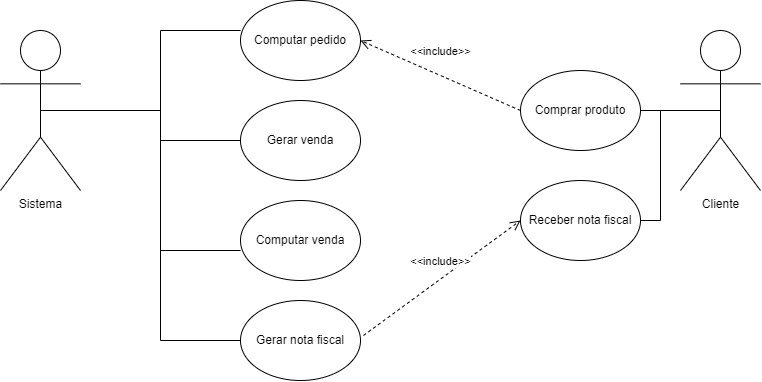 Computar pedido
<<include>>
Comprar produto
Gerar venda
Sistema
Cliente
Receber nota fiscal
Computar venda
<<include>>
Gerar nota fiscal